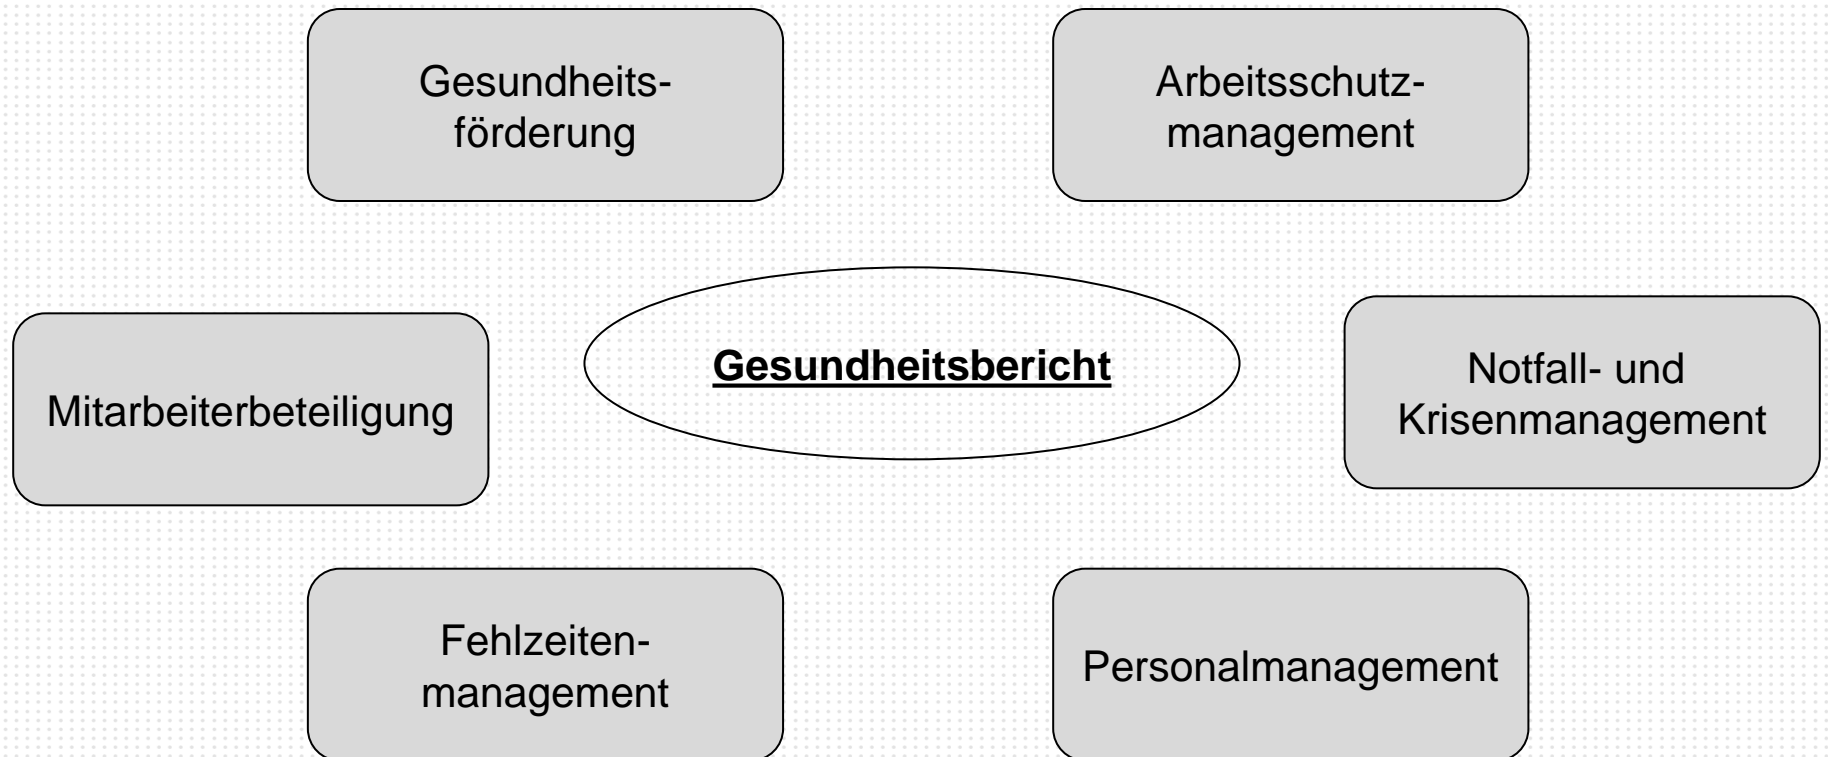 Gesundheits-
förderung
Arbeitsschutz-
management
Gesundheitsbericht
Mitarbeiterbeteiligung
Notfall- und
Krisenmanagement
Fehlzeiten-
management
Personalmanagement